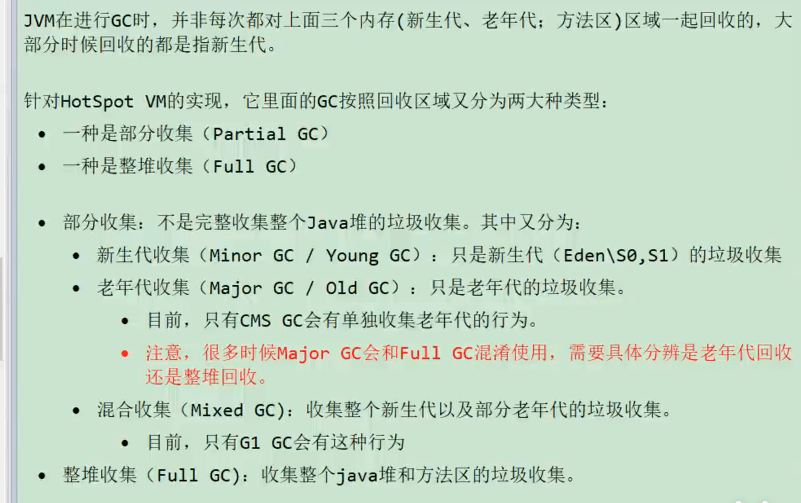 JVM在进行GC时，并非每次都对上面三个内存(新生代、老年代；方法区)区域一起回收的，大
部分时候回收的都是指新生代。
针对HotSpot VM的实现，它里面的GC按照回收区域又分为两大种类型：
• 一种是部分收集（Partial GC）
• 一种是整堆收集（Full GC）
• 部分收集：不是完整收集整个Java堆的垃圾收集。其中又分为：
• 新生代收集（Minor GC / Young GC）：只是新生代（Eden\S0,S1）的垃圾收集
• 老年代收集（Major GC / Old GC）：只是老年代的垃圾收集。
• 目前，只有CMS GC会有单独收集老年代的行为。
• 注意，很多时候Major GC会和Full GC混淆使用，需要具体分辨是老年代回收
还是整堆回收。
• 混合收集（Mixed GC）：收集整个新生代以及部分老年代的垃圾收集。
• 目前，只有G1 GC会有这种行为
• 整堆收集（Full GC）：收集整个java堆和方法区的垃圾收集。